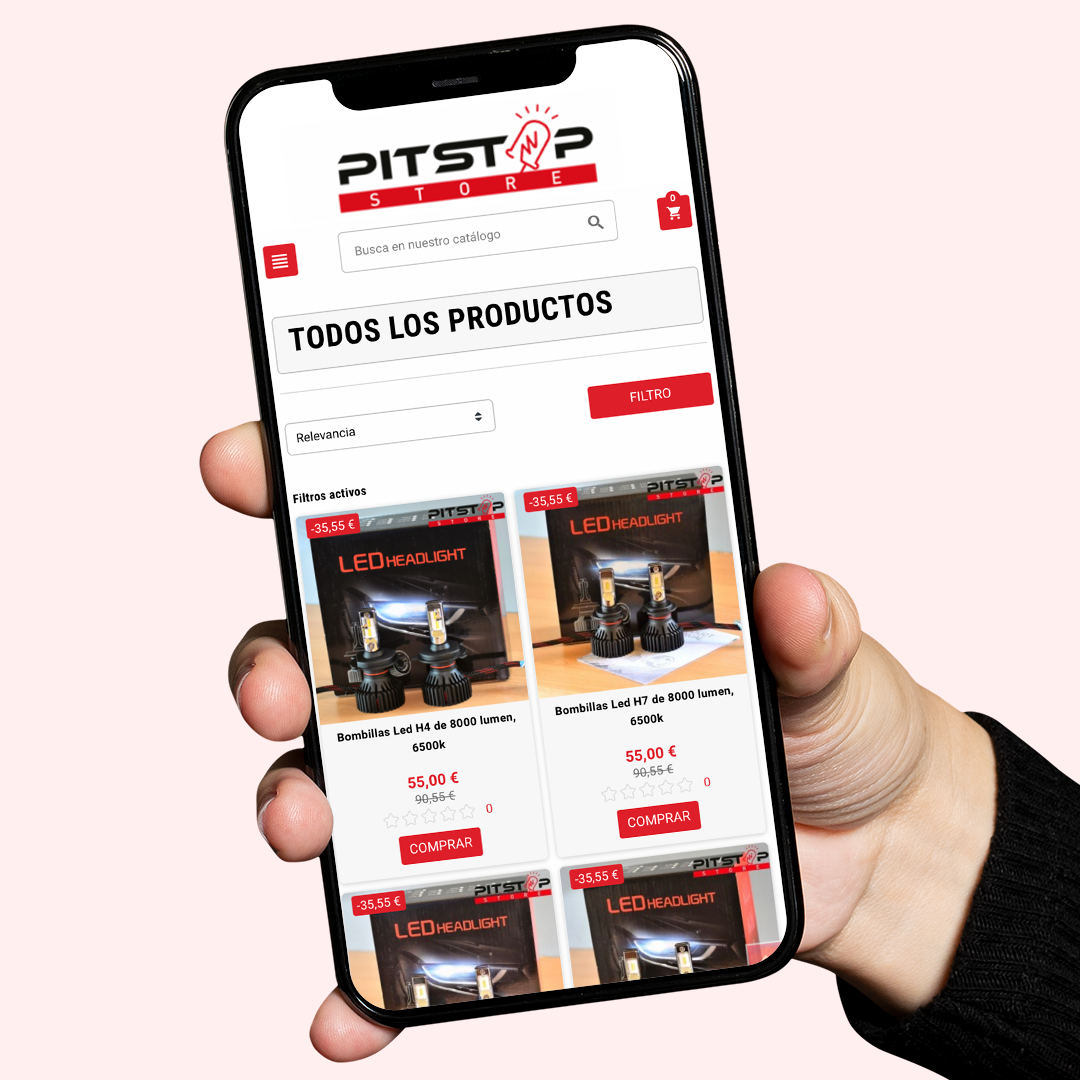 PITSTOP
STORE
0
Busca en nuestro catálogo
TODOS LOS PRODUCTOS
FILTRO
Relevancia
Filtros activos
-35,55 €
PITSTOP
STORE
LED HEADLIGHT
Bombillas Led H4 de 8000 lumen,
6500k
55,00 €
90,55 €
0
COMPRAR
-35,55 €
PITSTOP
STORE
LED HEADLIGHT
Bombillas Led H7 de 8000 lumen,
6500k
55,00 €
90,55 €
0
COMPRAR
-35,55 €
PITSTOP
STORE
LED HEADLIGHT
-35,55 €
PITSTOP
STORE
LED HEADLIGHT